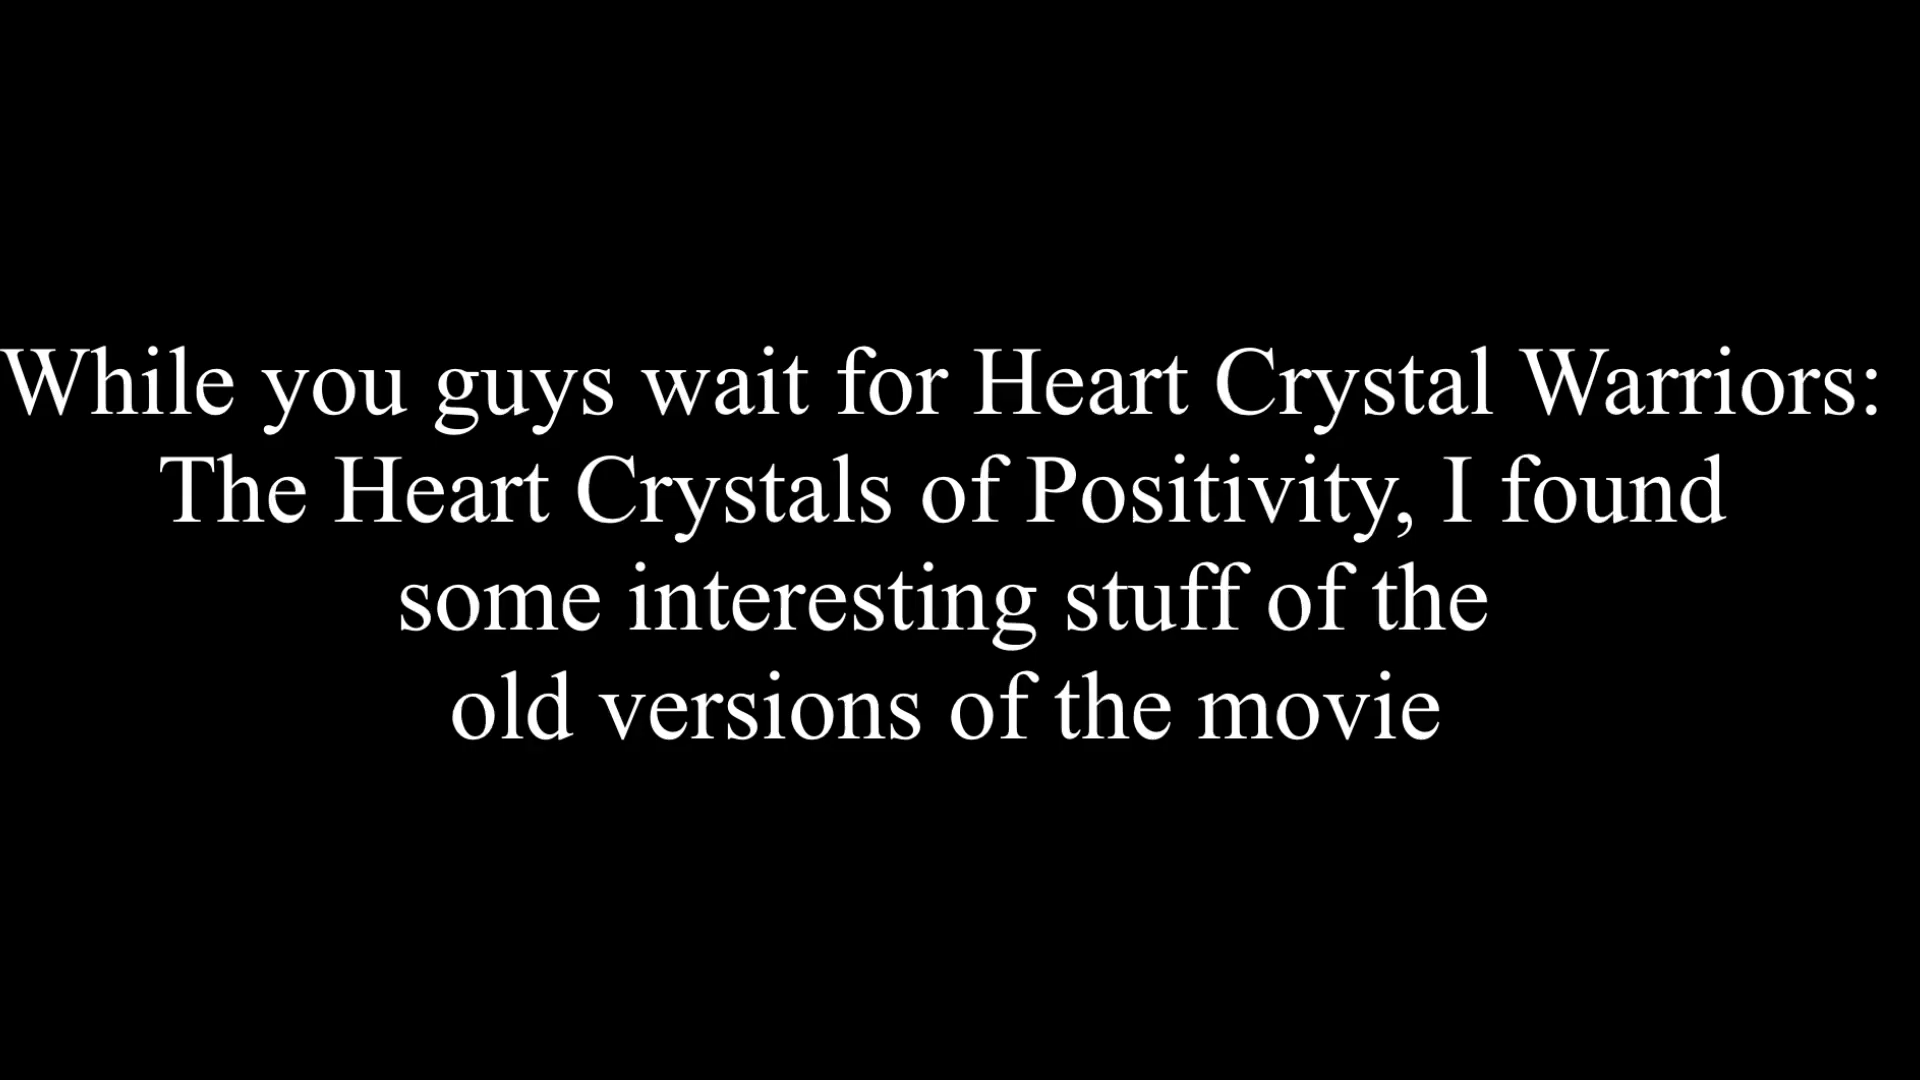 While you guys wait for Heart Crystal Warriors:
The Heart Crystals of Positivity, I found
some interesting stuff of the
old versions of the movie